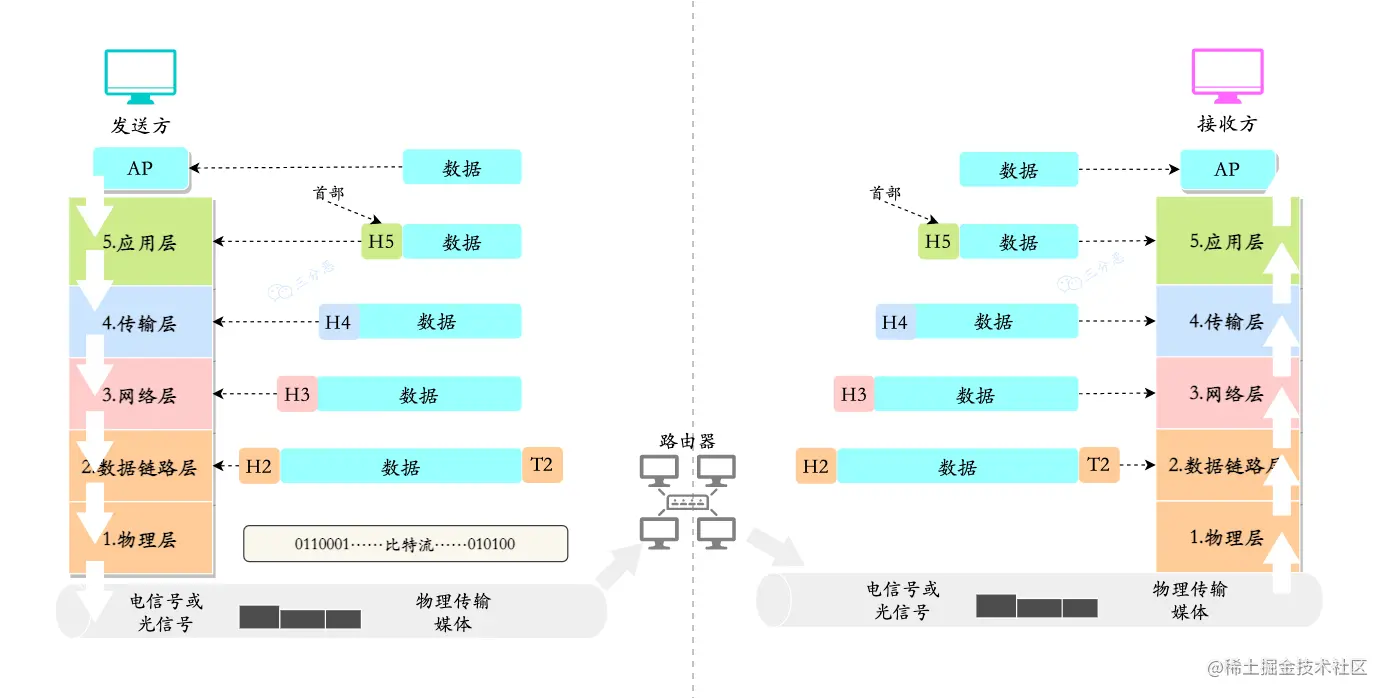 发送方
AP
数据
首部
H5
数据
5.应用层
三分恶
H4
数据
4.传输层
H3
数据
3.网络层
H2
数据
T2
2.数据链路层
0110001……比特流……010100
1.物理层
电信号或
光信号
物理传输
媒体
路由器
接收方
数据
AP
首部
H5
数据
5.应用层
三分恶
H4
数据
4.传输层
H3
数据
3.网络层
H2
数据
T2
2.数据链路层
1.物理层
电信号或
光信号
物理传输
媒体
@稀土掘金技术社区